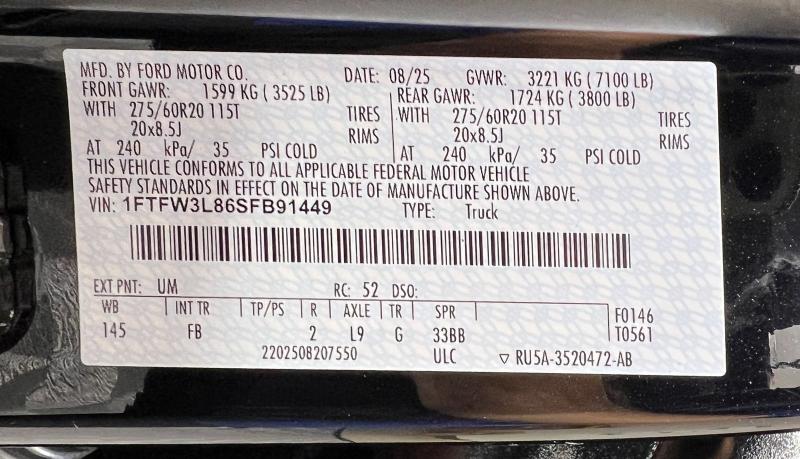 MFD. BY FORD MOTOR CO. DATE: 08/25 GVWR: 3221 KG ( 7100 LB)
FRONT GAWR: 1599 KG ( 3525 LB) REAR GAWR: 1724 KG ( 3800 LB)
WITH 275/60R20 115T TIRES WITH 275/60R20 115T TIRES
20x8.5J RIMS 20x8.5J RIMS
AT 240 kPa/ 35 PSI COLD AT 240 kPa/ 35 PSI COLD
THIS VEHICLE CONFORMS TO ALL APPLICABLE FEDERAL MOTOR VEHICLE
SAFETY STANDARDS IN EFFECT ON THE DATE OF MANUFACTURE SHOWN ABOVE.
VIN: 1FTFW3L86SFB91449 TYPE: Truck
EXT PNT: UM RC: 52 DSO:
WB INT TR TP/PS R AXLE TR SPR F0146
145 FB 2 L9 G 33BB T0561
2202508207550 ULC ▽ RU5A-3520472-AB